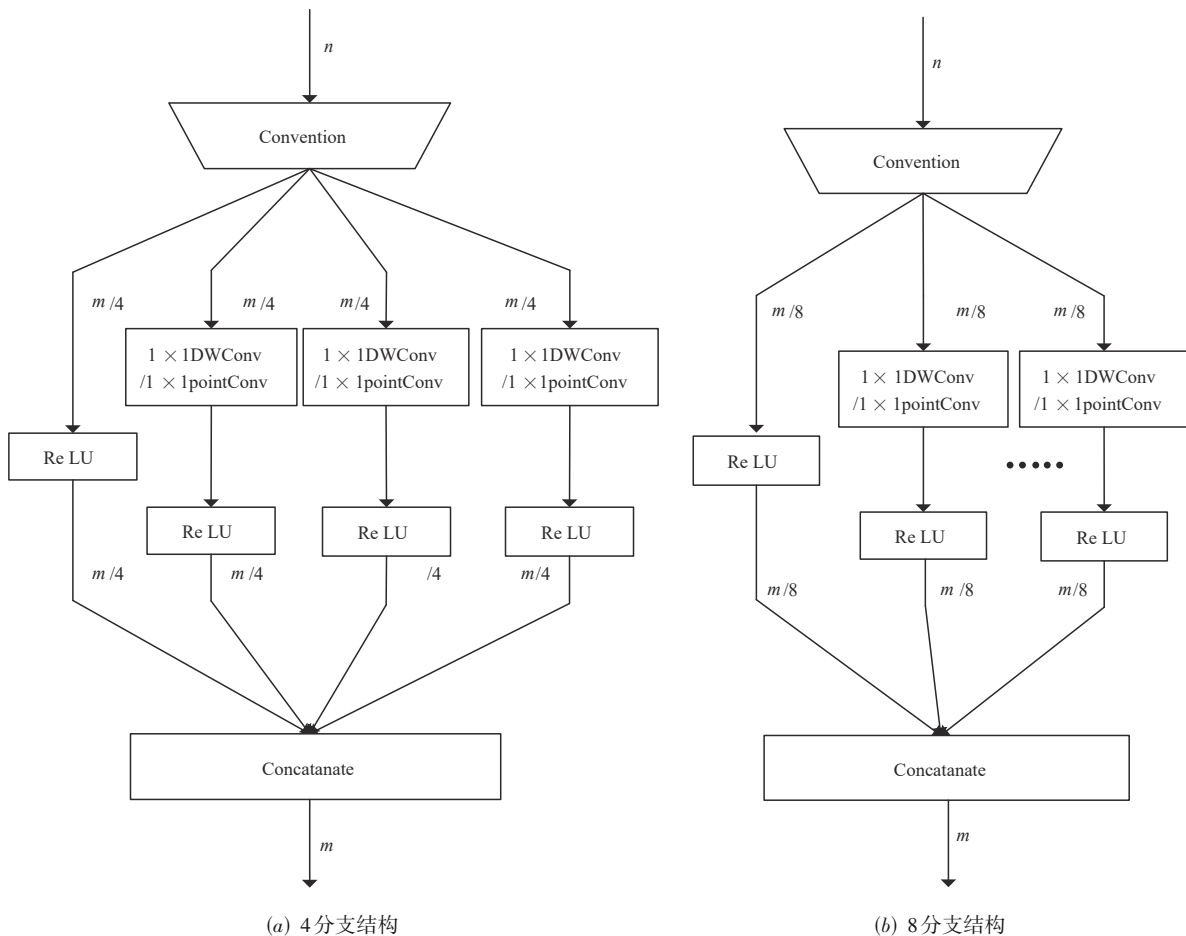 n
Convention
m/4
m/4
m/4
m/4
1 × 1DWConv
/1 × 1pointConv
1 × 1DWConv
/1 × 1pointConv
1 × 1DWConv
/1 × 1pointConv
Re LU
Re LU
Re LU
Re LU
m/4
m/4
/4
m/4
Concatanate
m
(a) 4分支结构
n
Convention
m/8
m/8
m/8
1 × 1DWConv
/1 × 1pointConv
1 × 1DWConv
/1 × 1pointConv
Re LU
•••••
Re LU
Re LU
m/8
m/8
m/8
Concatanate
m
(b) 8分支结构